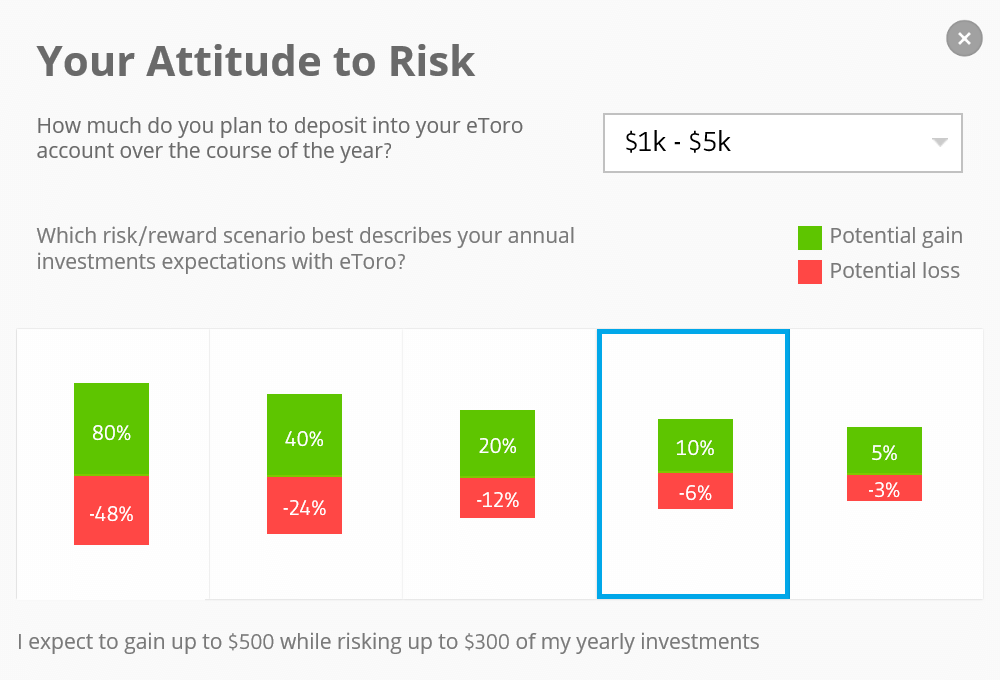 Your Attitude to Risk
How much do you plan to deposit into your eToro
account over the course of the year?
$1k - $5k
Which risk/reward scenario best describes your annual
investments expectations with eToro?
Potential gain
Potential loss
80%
-48%
40%
-24%
20%
-12%
10%
-6%
5%
-3%
I expect to gain up to $500 while risking up to $300 of my yearly investments